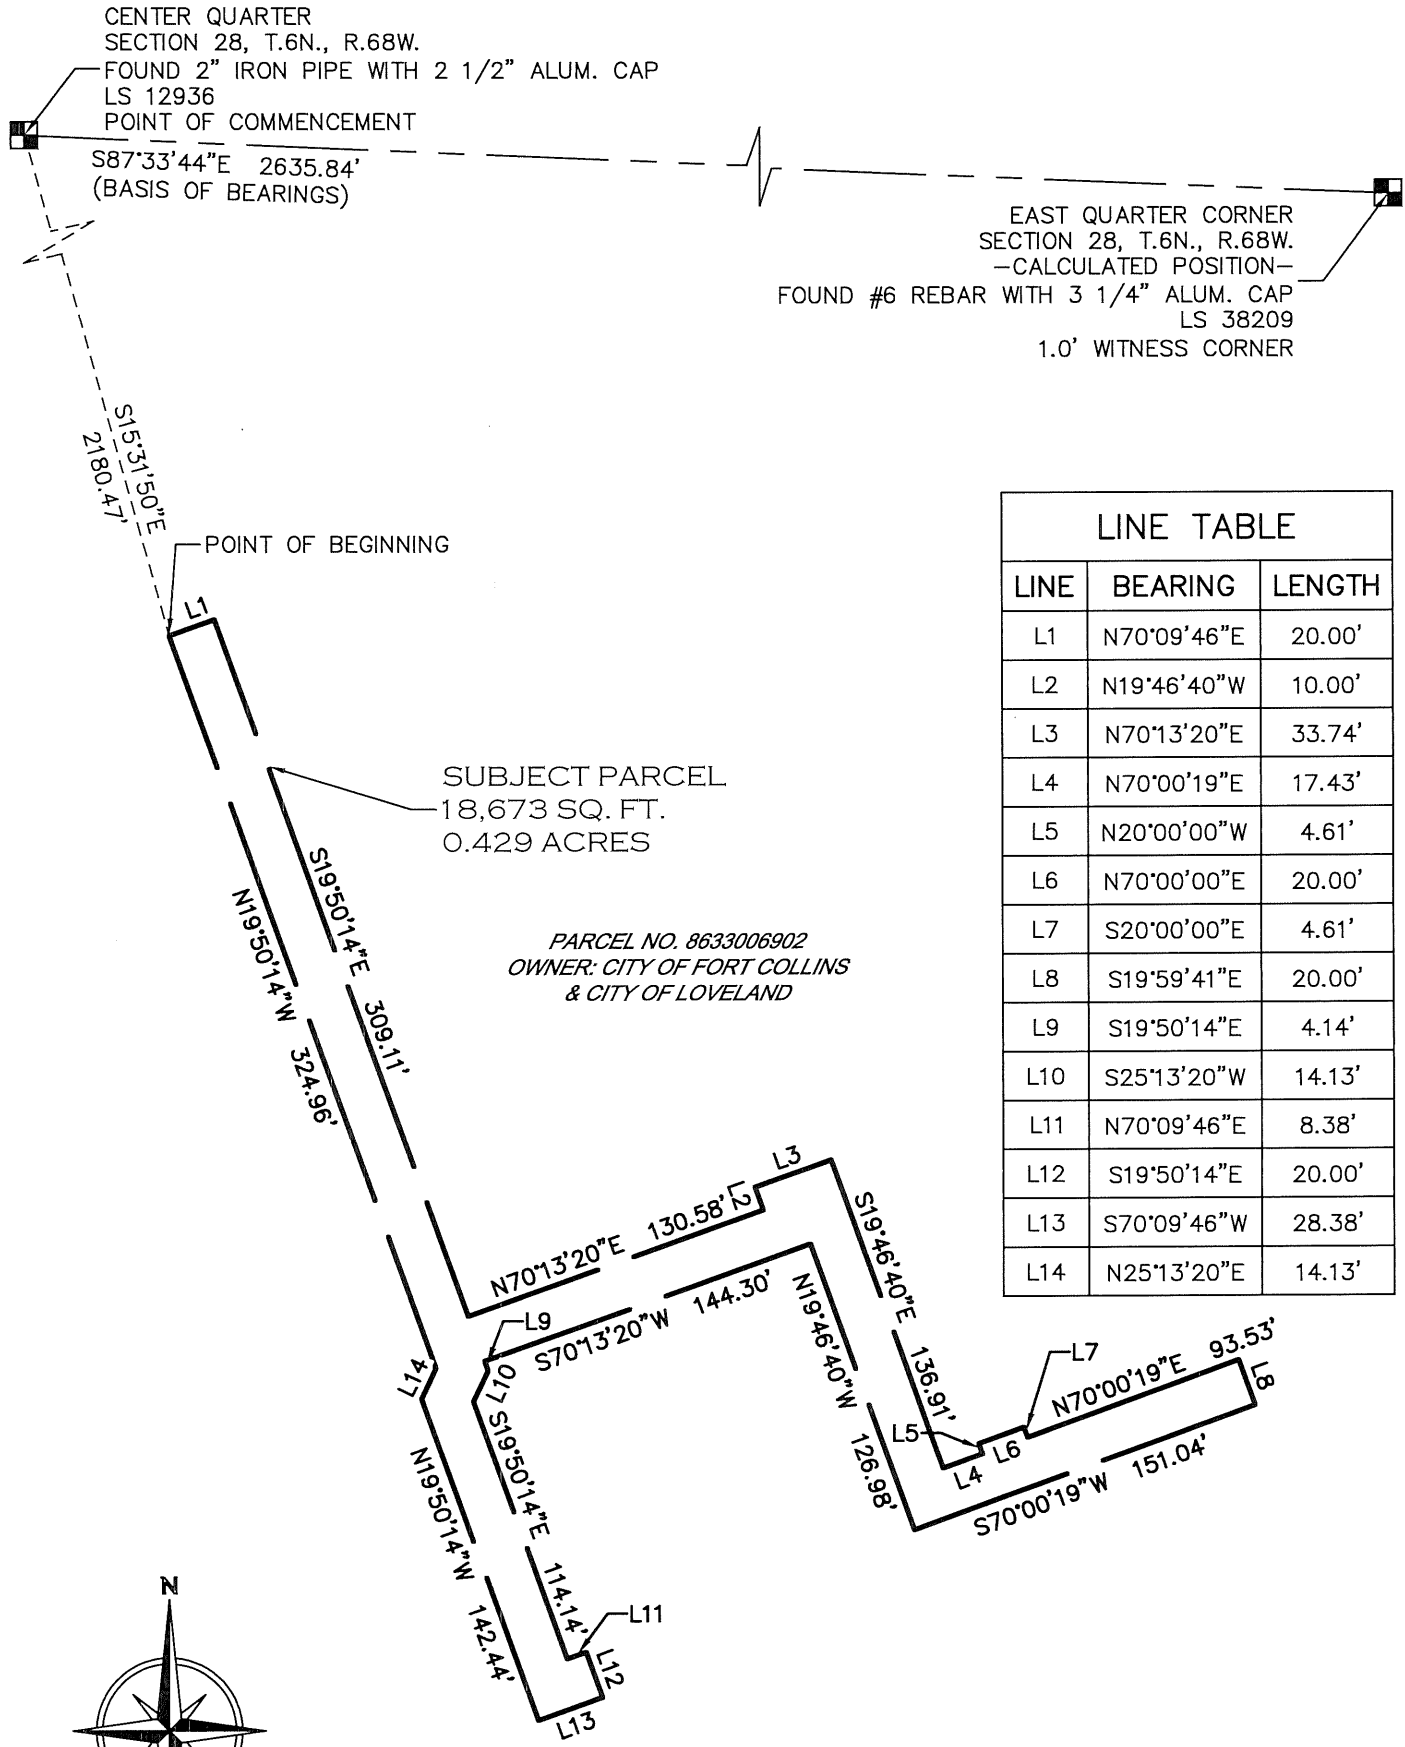 CENTER QUARTER
SECTION 28, T.6N., R.68W.
FOUND 2" IRON PIPE WITH 2 1/2" ALUM. CAP
LS 12936
POINT OF COMMENCEMENT
S87°33'44"E 2635.84'
(BASIS OF BEARINGS)
EAST QUARTER CORNER
SECTION 28, T.6N., R.68W.
-CALCULATED POSITION-
FOUND #6 REBAR WITH 3 1/4" ALUM. CAP
LS 38209
1.0' WITNESS CORNER
S15°31'50"E
2180.47'
POINT OF BEGINNING
L1
SUBJECT PARCEL
18,673 SQ. FT.
0.429 ACRES
S19°50'14"E 309.11'
N19°50'14"W 324.96'
PARCEL NO. 8633006902
OWNER: CITY OF FORT COLLINS
& CITY OF LOVELAND
LINE TABLE
LINE BEARING LENGTH
L1 N70°09'46"E 20.00'
L2 N19°46'40"W 10.00'
L3 N70°13'20"E 33.74'
L4 N70°00'19"E 17.43'
L5 N20°00'00"W 4.61'
L6 N70°00'00"E 20.00'
L7 S20°00'00"E 4.61'
L8 S19°59'41"E 20.00'
L9 S19°50'14"E 4.14'
L10 S25°13'20"W 14.13'
L11 N70°09'46"E 8.38'
L12 S19°50'14"E 20.00'
L13 S70°09'46"W 28.38'
L14 N25°13'20"E 14.13'
N70°13'20"E 130.58'
L2
L3
S19°46'40"E 136.91'
L9
S70°13'20"W 144.30'
N19°46'40"W 126.98'
L14
L10
L5
L4
L6
L7
N70°00'19"E 93.53'
L8
S70°00'19"W 151.04'
S19°50'14"E 114.14'
N19°50'14"W 142.44'
L11
L12
L13
N